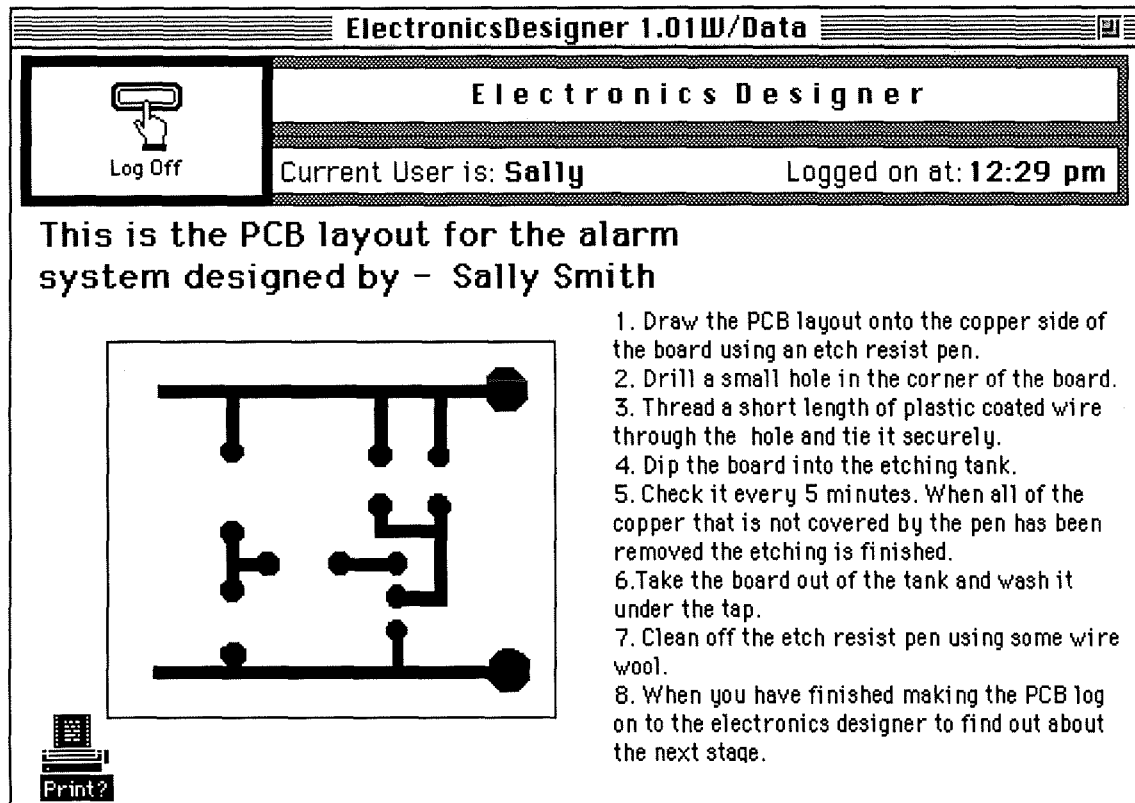 ElectronicsDesigner 1.01W/Data
Electronics Designer
Log Off
Current User is: Sally Logged on at: 12:29 pm
This is the PCB layout for the alarm
system designed by - Sally Smith
1. Draw the PCB layout onto the copper side of
the board using an etch resist pen.
2. Drill a small hole in the corner of the board.
3. Thread a short length of plastic coated wire
through the hole and tie it securely.
4. Dip the board into the etching tank.
5. Check it every 5 minutes. When all of the
copper that is not covered by the pen has been
removed the etching is finished.
6.Take the board out of the tank and wash it
under the tap.
7. Clean off the etch resist pen using some wire
wool.
8. When you have finished making the PCB log
on to the electronics designer to find out about
the next stage.
Print?